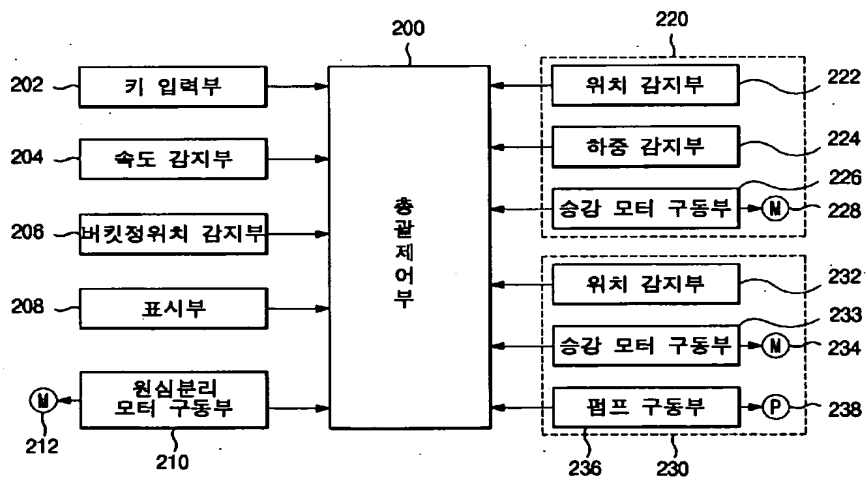 200
220
202
키 입력부
위치 감지부
222
204
속도 감지부
하중 감지부
224
206
버킷정위치 감지부
승강 모터 구동부
226
M
228
총괄제어부
208
표시부
위치 감지부
232
233
승강 모터 구동부
M
234
M
212
원심분리
모터 구동부
210
펌프 구동부
P
238
236
230